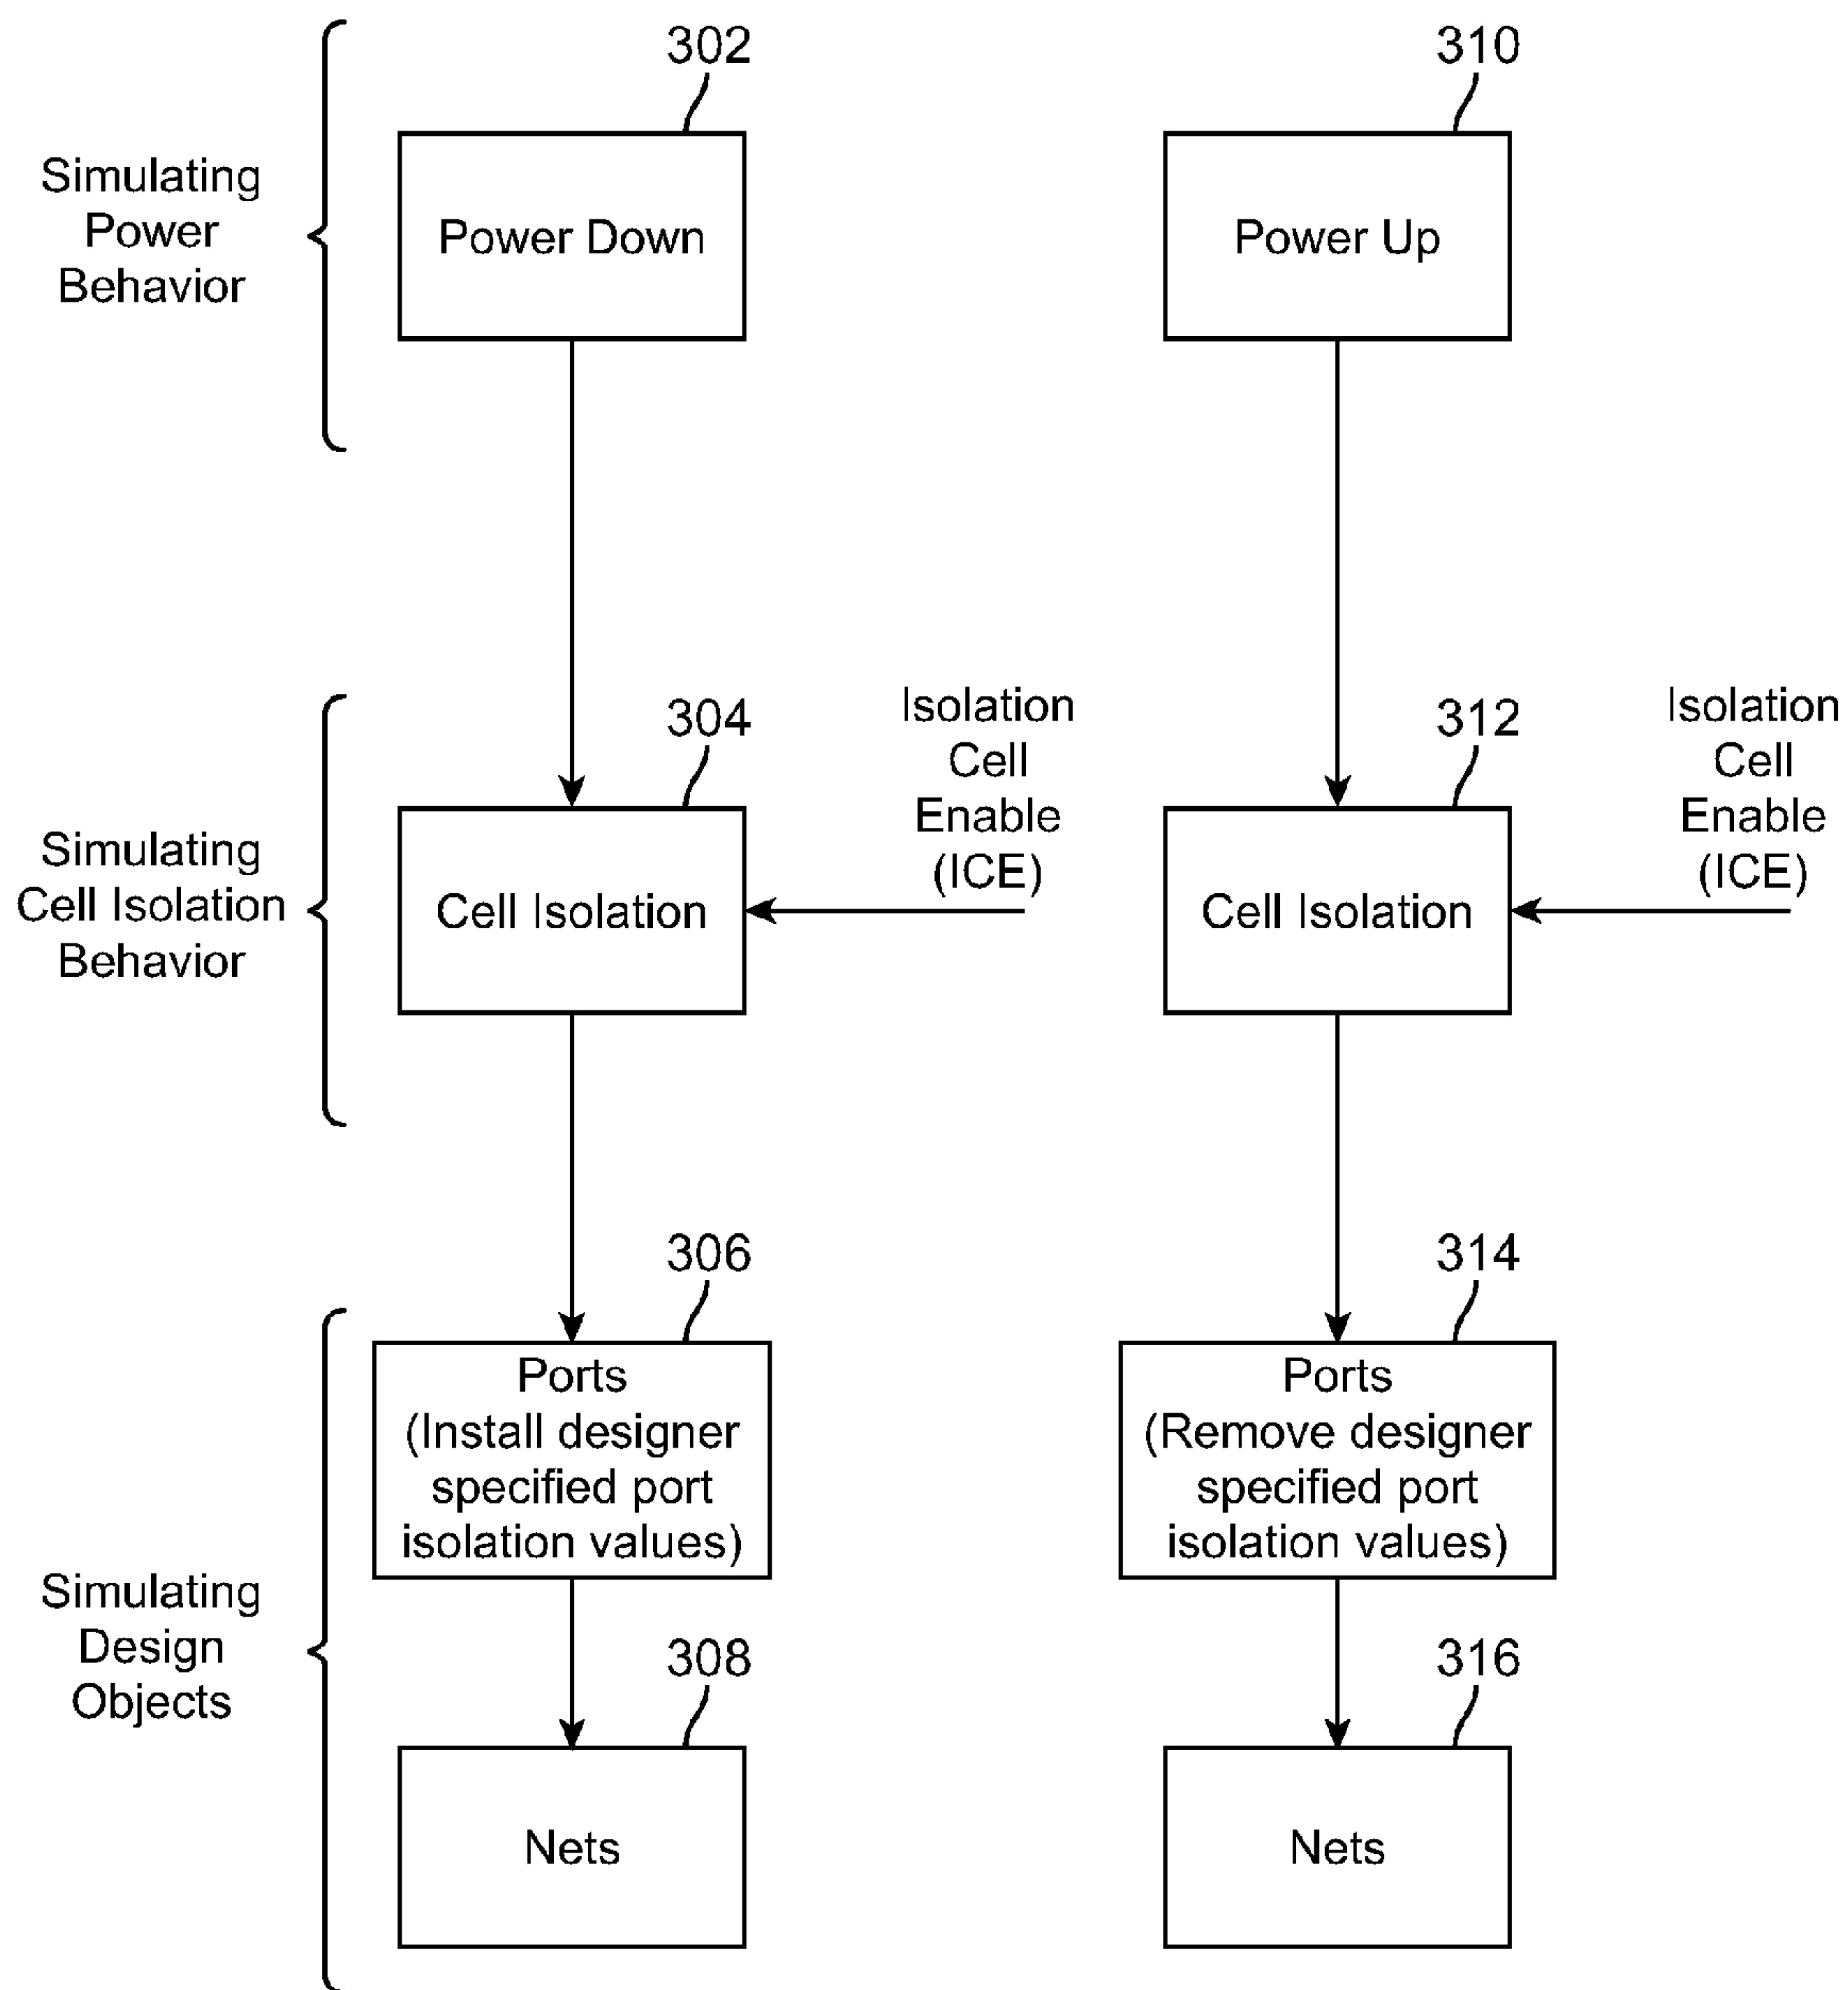 302
310
Simulating
Power
Behavior
Power Down
Power Up
304
Isolation
Cell
Enable
(ICE)
312
Isolation
Cell
Enable
(ICE)
Simulating
Cell Isolation
Behavior
Cell Isolation
Cell Isolation
306
314
Ports
(Install designer
specified port
isolation values)
Ports
(Remove designer
specified port
isolation values)
Simulating
Design
Objects
308
316
Nets
Nets